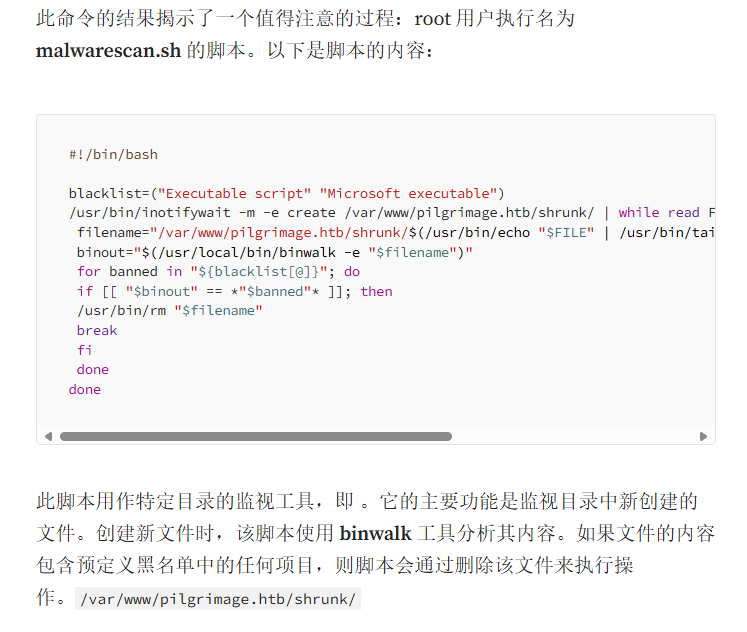 此命令的结果揭示了一个值得注意的过程：root 用户执行名为
malwarescan.sh 的脚本。以下是脚本的内容：
#!/bin/bash
blacklist=("Executable script" "Microsoft executable")
/usr/bin/inotifywait -m -e create /var/www/pilgrimage.htb/shrunk/ | while read F
filename="/var/www/pilgrimage.htb/shrunk/$(/usr/bin/echo "$FILE" | /usr/bin/tai
binout="$(/usr/local/bin/binwalk -e "$filename")"
for banned in "${blacklist[@]}"; do
if [[ "$binout" == *"$banned"* ]]; then
/usr/bin/rm "$filename"
break
fi
done
done
此脚本用作特定目录的监视工具，即 。它的主要功能是监视目录中新创建的
文件。创建新文件时，该脚本使用 binwalk 工具分析其内容。如果文件的内容
包含预定义黑名单中的任何项目，则脚本会通过删除该文件来执行操
作。 /var/www/pilgrimage.htb/shrunk/